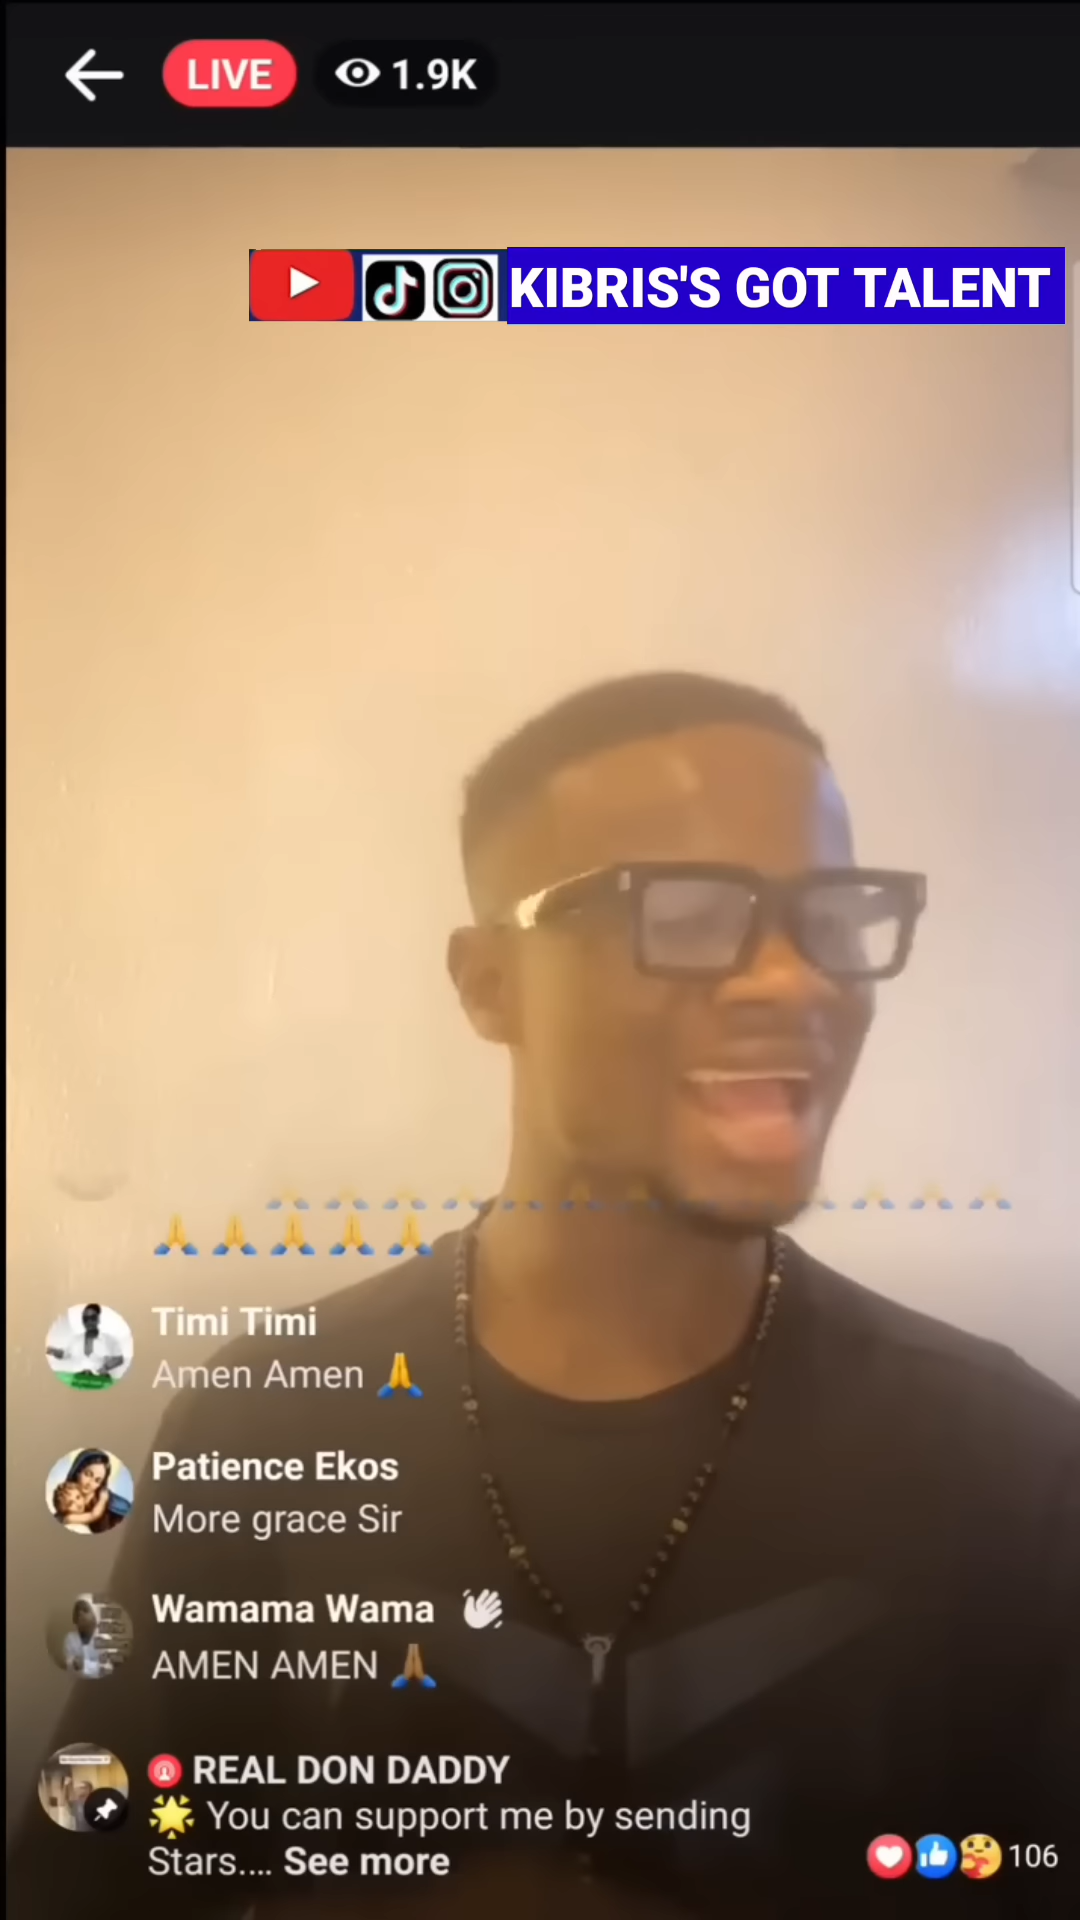 LIVE 1.9K
KIBRIS'S GOT TALENT
🙏🙏🙏🙏🙏🙏🙏🙏🙏🙏🙏🙏🙏
🙏🙏🙏🙏🙏
Timi Timi
Amen Amen 🙏
Patience Ekos
More grace Sir
Wamama Wama 👋
AMEN AMEN 🙏
REAL DON DADDY
🌟 You can support me by sending
Stars.... See more
106